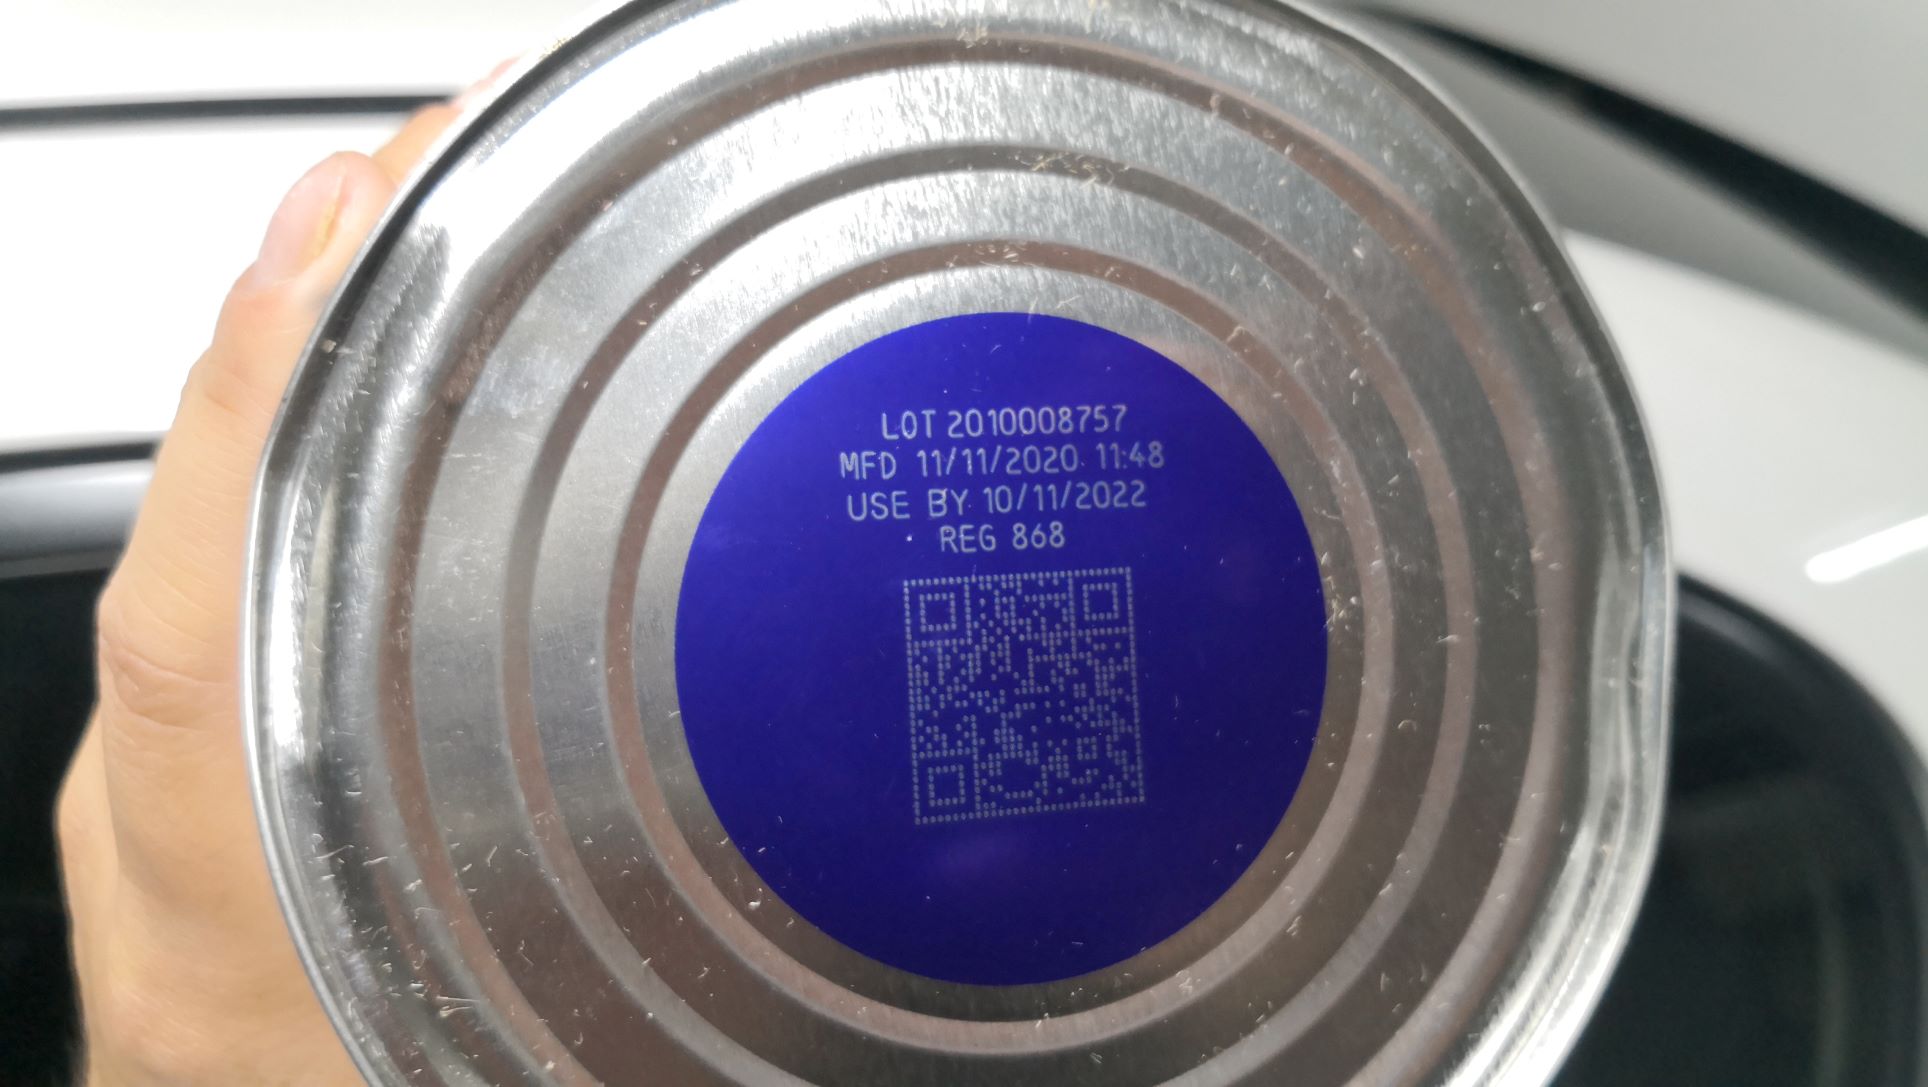 LOT 2010008757
MFD 11/11/2020 11:48
USE BY 10/11/2022
REG 868